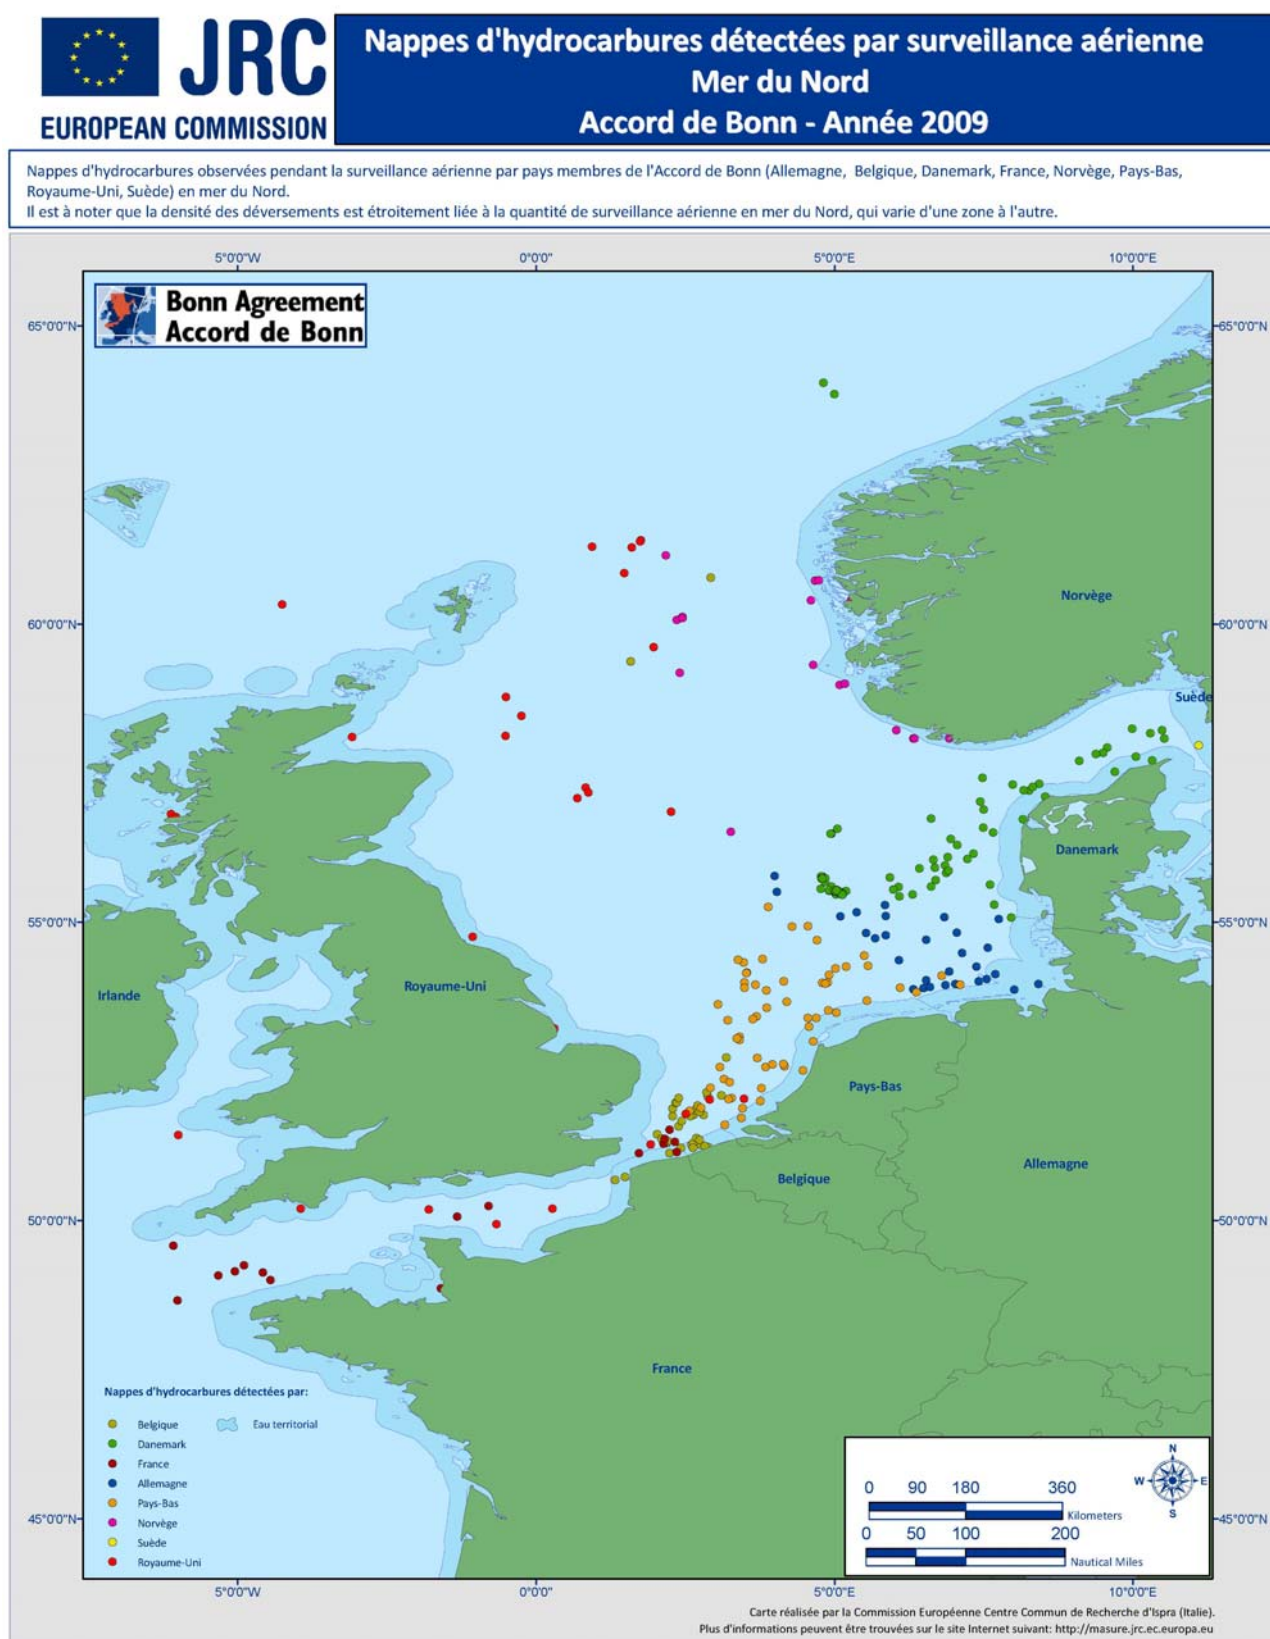 JRC
EUROPEAN COMMISSION
Nappes d'hydrocarbures détectées par surveillance aérienne
Mer du Nord
Accord de Bonn - Année 2009
Nappes d'hydrocarbures observées pendant la surveillance aérienne par pays membres de l'Accord de Bonn (Allemagne, Belgique, Danemark, France, Norvège, Pays-Bas,
Royaume-Uni, Suède) en mer du Nord.
Il est à noter que la densité des déversements est étroitement liée à la quantité de surveillance aérienne en mer du Nord, qui varie d'une zone à l'autre.
5°0'0"W 0°0'0" 5°0'0"E 10°0'0"E
Bonn Agreement
Accord de Bonn
65°0'0"N 65°0'0"N
Norvège
60°0'0"N 60°0'0"N
Suède
Danemark
55°0'0"N 55°0'0"N
Irlande
Royaume-Uni
Pays-Bas
Allemagne
Belgique
50°0'0"N 50°0'0"N
France
Nappes d'hydrocarbures détectées par:
Belgique Eau territorial
Danemark
France
Allemagne
Pays-Bas
Norvège
Suède
Royaume-Uni
45°0'0"N 45°0'0"N
N
W E
S
0 90 180 360
Kilometers
0 50 100 200
Nautical Miles
5°0'0"W 0°0'0" 5°0'0"E 10°0'0"E
Carte réalisée par la Commission Européenne Centre Commun de Recherche d'Ispra (Italie).
Plus d'informations peuvent être trouvées sur le site Internet suivant: http://masure.jrc.ec.europa.eu